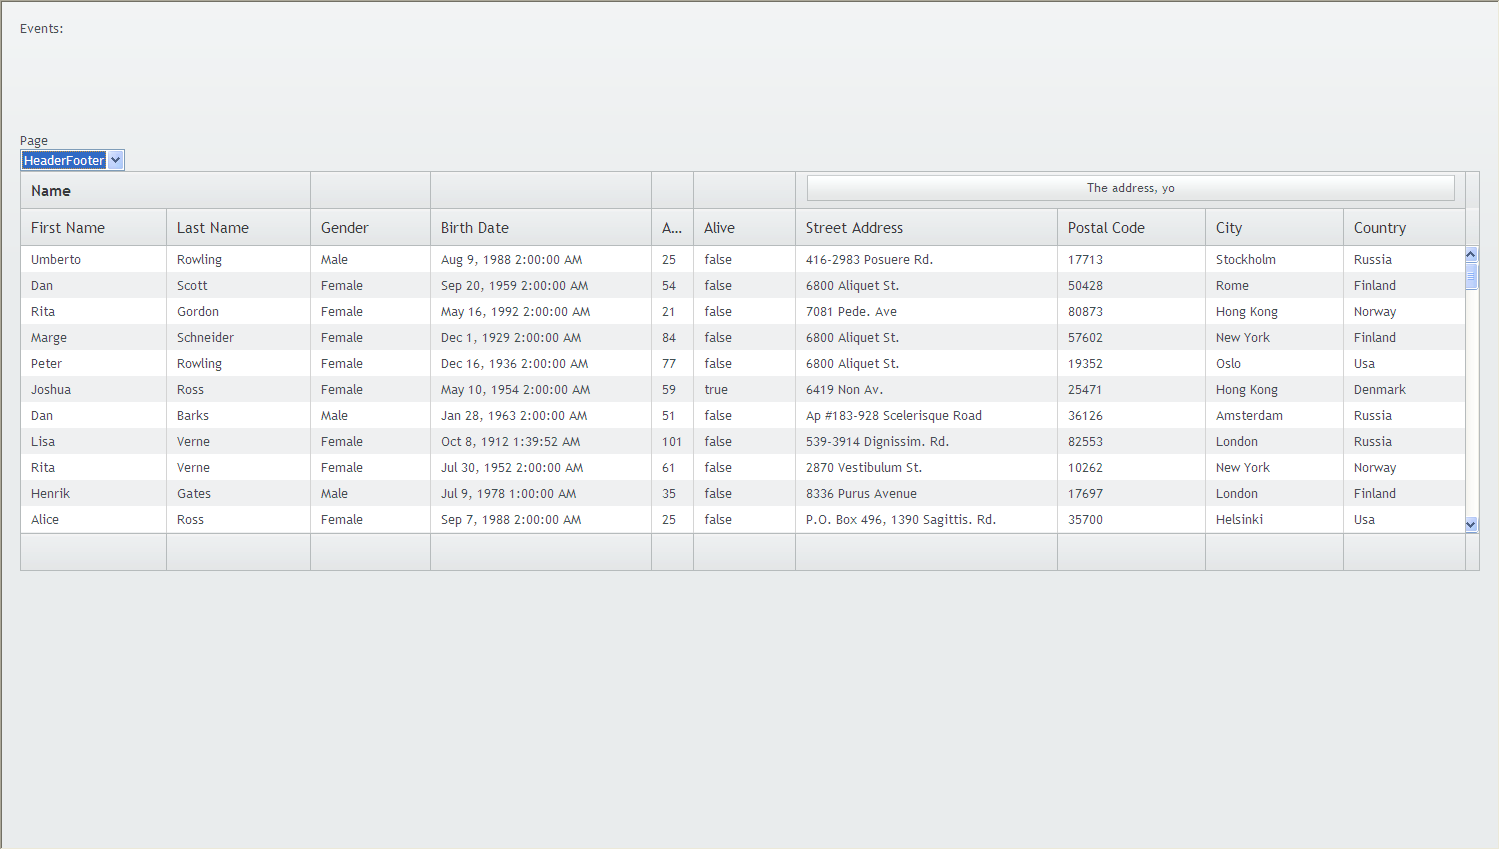 Events:
Page
HeaderFooter
Name The address, yo
First Name Last Name Gender Birth Date A... Alive Street Address Postal Code City Country
Umberto Rowling Male Aug 9, 1988 2:00:00 AM 25 false 416-2983 Posuere Rd. 17713 Stockholm Russia
Dan Scott Female Sep 20, 1959 2:00:00 AM 54 false 6800 Aliquet St. 50428 Rome Finland
Rita Gordon Female May 16, 1992 2:00:00 AM 21 false 7081 Pede. Ave 80873 Hong Kong Norway
Marge Schneider Female Dec 1, 1929 2:00:00 AM 84 false 6800 Aliquet St. 57602 New York Finland
Peter Rowling Female Dec 16, 1936 2:00:00 AM 77 false 6800 Aliquet St. 19352 Oslo Usa
Joshua Ross Female May 10, 1954 2:00:00 AM 59 true 6419 Non Av. 25471 Hong Kong Denmark
Dan Barks Male Jan 28, 1963 2:00:00 AM 51 false Ap #183-928 Scelerisque Road 36126 Amsterdam Russia
Lisa Verne Female Oct 8, 1912 1:39:52 AM 101 false 539-3914 Dignissim. Rd. 82553 London Russia
Rita Verne Female Jul 30, 1952 2:00:00 AM 61 false 2870 Vestibulum St. 10262 New York Norway
Henrik Gates Male Jul 9, 1978 1:00:00 AM 35 false 8336 Purus Avenue 17697 London Finland
Alice Ross Female Sep 7, 1988 2:00:00 AM 25 false P.O. Box 496, 1390 Sagittis. Rd. 35700 Helsinki Usa